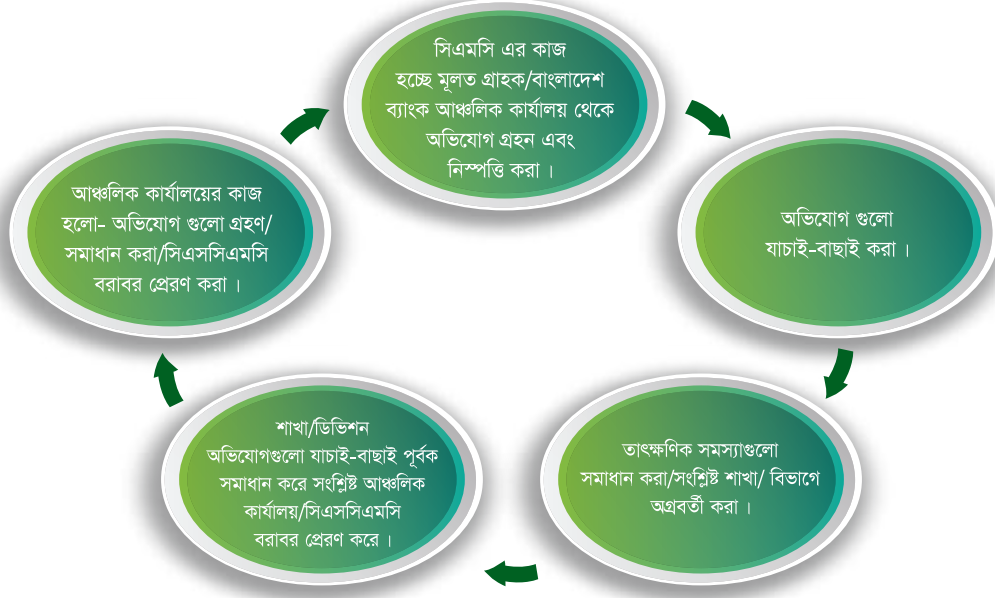 সিএমসি এর কাজ
হচ্ছে মূলত গ্রাহক/বাংলাদেশ
ব্যাংক আঞ্চলিক কার্যালয় থেকে
অভিযোগ গ্রহন এবং
নিস্পত্তি করা।
অভিযোগ গুলো
যাচাই-বাছাই করা।
তাৎক্ষণিক সমস্যাগুলো
সমাধান করা/সংশ্লিষ্ট শাখা/ বিভাগে
অগ্রবর্তী করা।
শাখা/ডিভিশন
অভিযোগগুলো যাচাই-বাছাই পূর্বক
সমাধান করে সংশ্লিষ্ট আঞ্চলিক
কার্যালয়/সিএসসিএমসি
বরাবর প্রেরণ করে।
আঞ্চলিক কার্যালয়ের কাজ
হলো- অভিযোগ গুলো গ্রহণ/
সমাধান করা/সিএসসিএমসি
বরাবর প্রেরণ করা।